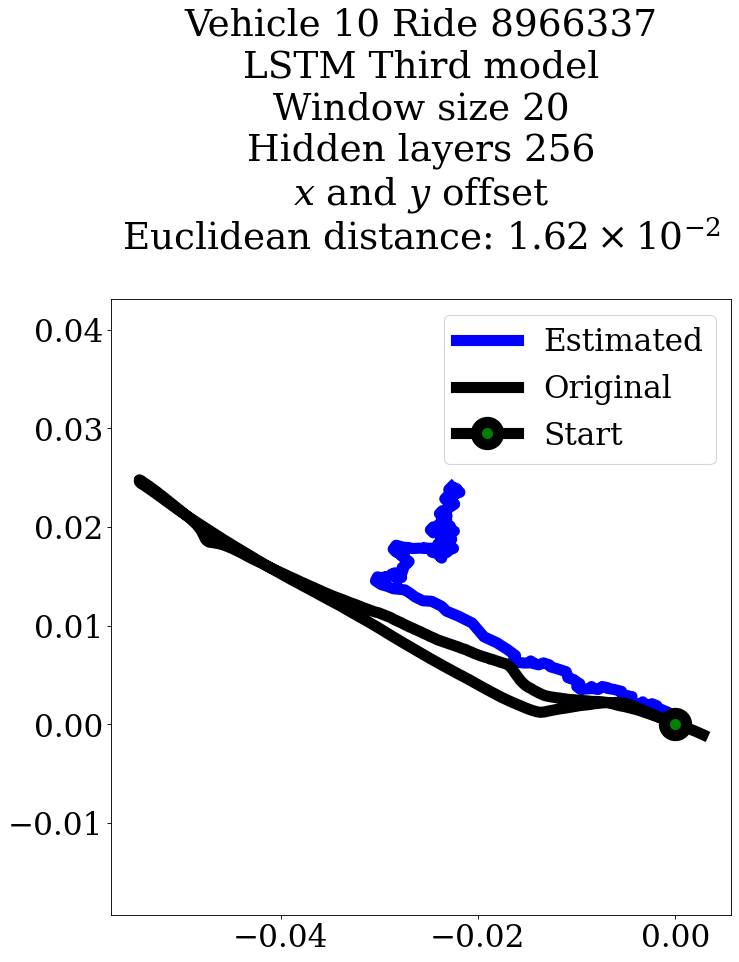 Vehicle 10 Ride 8966337
LSTM Third model
Window size 20
Hidden layers 256
x and y offset
Euclidean distance: 1.62 × 10⁻²
Estimated
Original
Start
0.04
0.03
0.02
0.01
0.00
−0.01
−0.04
−0.02
0.00